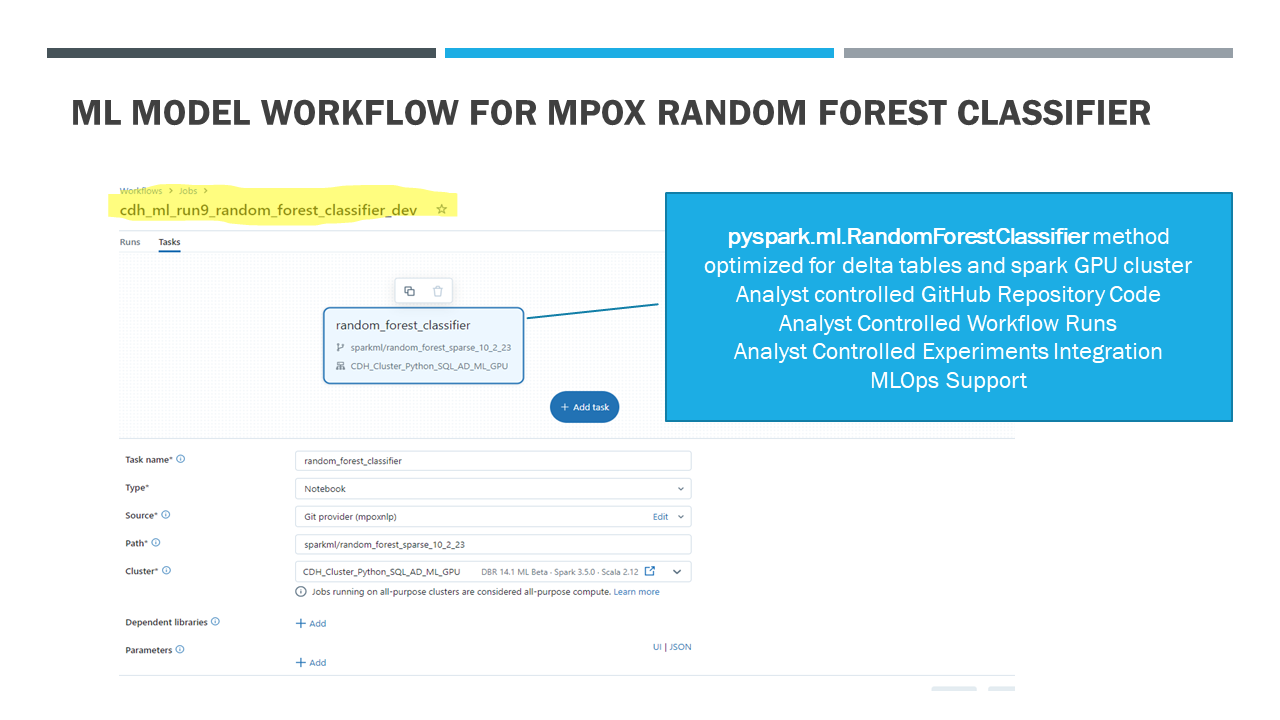 ML MODEL WORKFLOW FOR MPOX RANDOM FOREST CLASSIFIER
Workflows > Jobs >
cdh_ml_run9_random_forest_classifier_dev
Runs Tasks
random_forest_classifier
sparkml/random_forest_sparse_10_2_23
CDH_Cluster_Python_SQL_AD_ML_GPU
+ Add task
pyspark.ml.RandomForestClassifier method
optimized for delta tables and spark GPU cluster
Analyst controlled GitHub Repository Code
Analyst Controlled Workflow Runs
Analyst Controlled Experiments Integration
MLOps Support
Task name* random_forest_classifier
Type* Notebook
Source* Git provider (mpoxnlp) Edit
Path* sparkml/random_forest_sparse_10_2_23
Cluster* CDH_Cluster_Python_SQL_AD_ML_GPU DBR 14.1 ML Beta · Spark 3.5.0 · Scala 2.12
Jobs running on all-purpose clusters are considered all-purpose compute. Learn more
Dependent libraries + Add
Parameters UI | JSON
+ Add